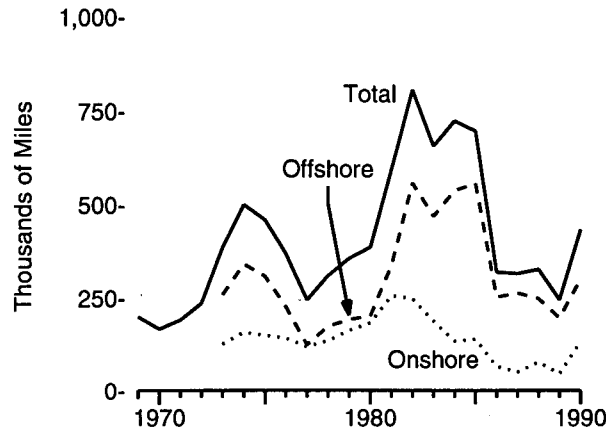 1,000-
Total
750-
Offshore
500-
Thousands of Miles
250-
Onshore
0-
1970 1980 1990